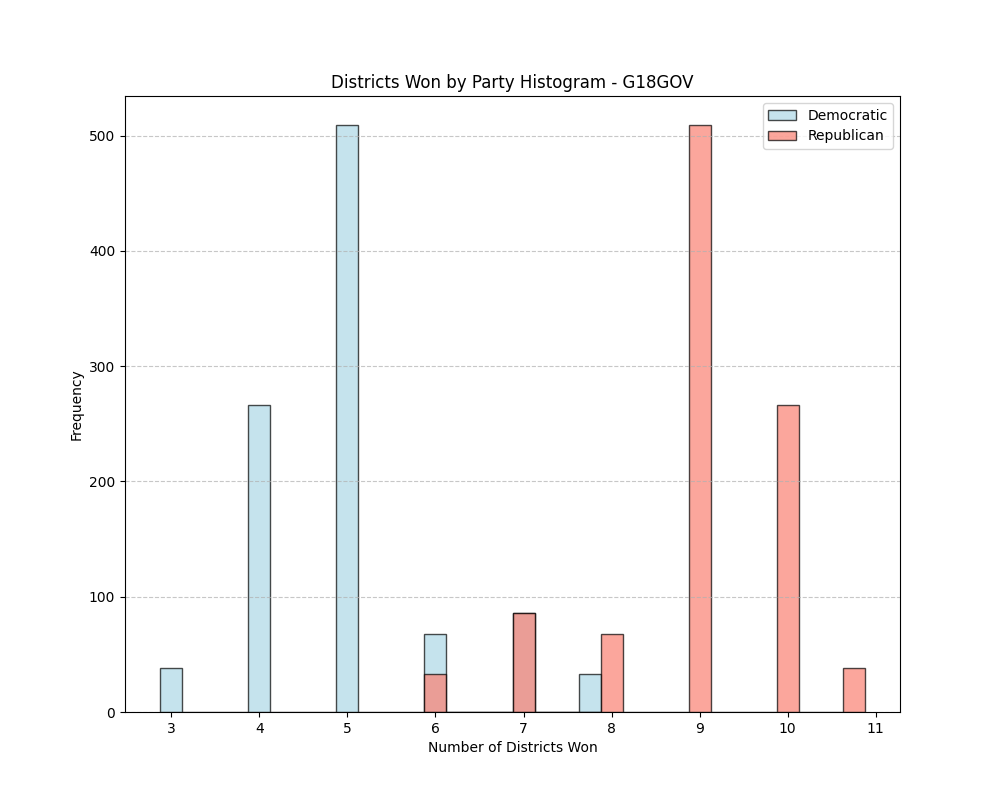 Districts Won by Party Histogram - G18GOV
Democratic
Republican
500
400
300
200
100
0
Frequency
3 4 5 6 7 8 9 10 11
Number of Districts Won